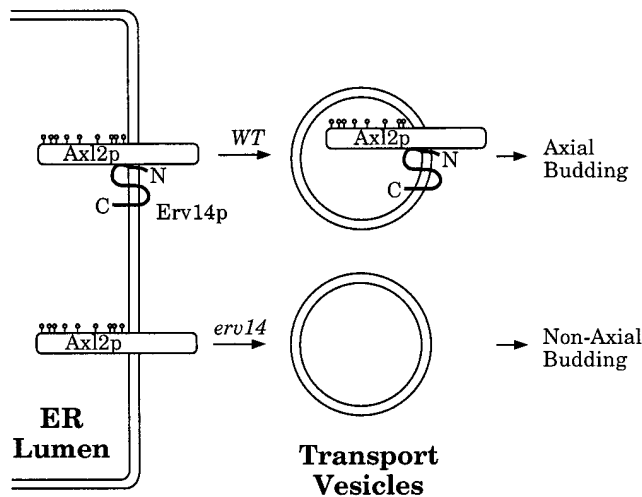 WT
Axl2p
Axl2p
N
N
C
C
Erv14p
Axial
Budding
erv14
Axl2p
Non-Axial
Budding
ER
Lumen
Transport
Vesicles